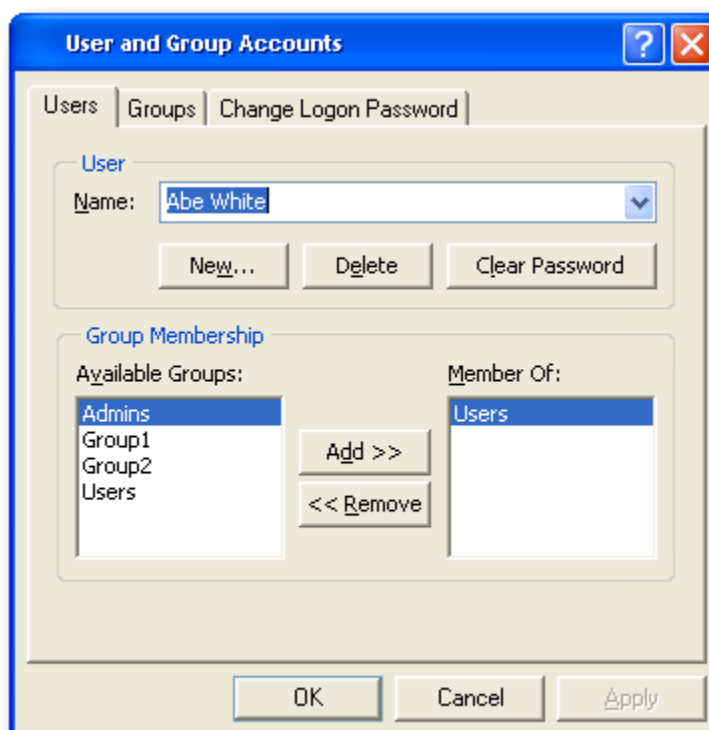 User and Group Accounts
Users Groups Change Logon Password
User
Name: Abe White
New... Delete Clear Password
Group Membership
Available Groups: Member Of:
Admins Users
Group1
Add >>
Group2
Users
<< Remove
OK Cancel Apply